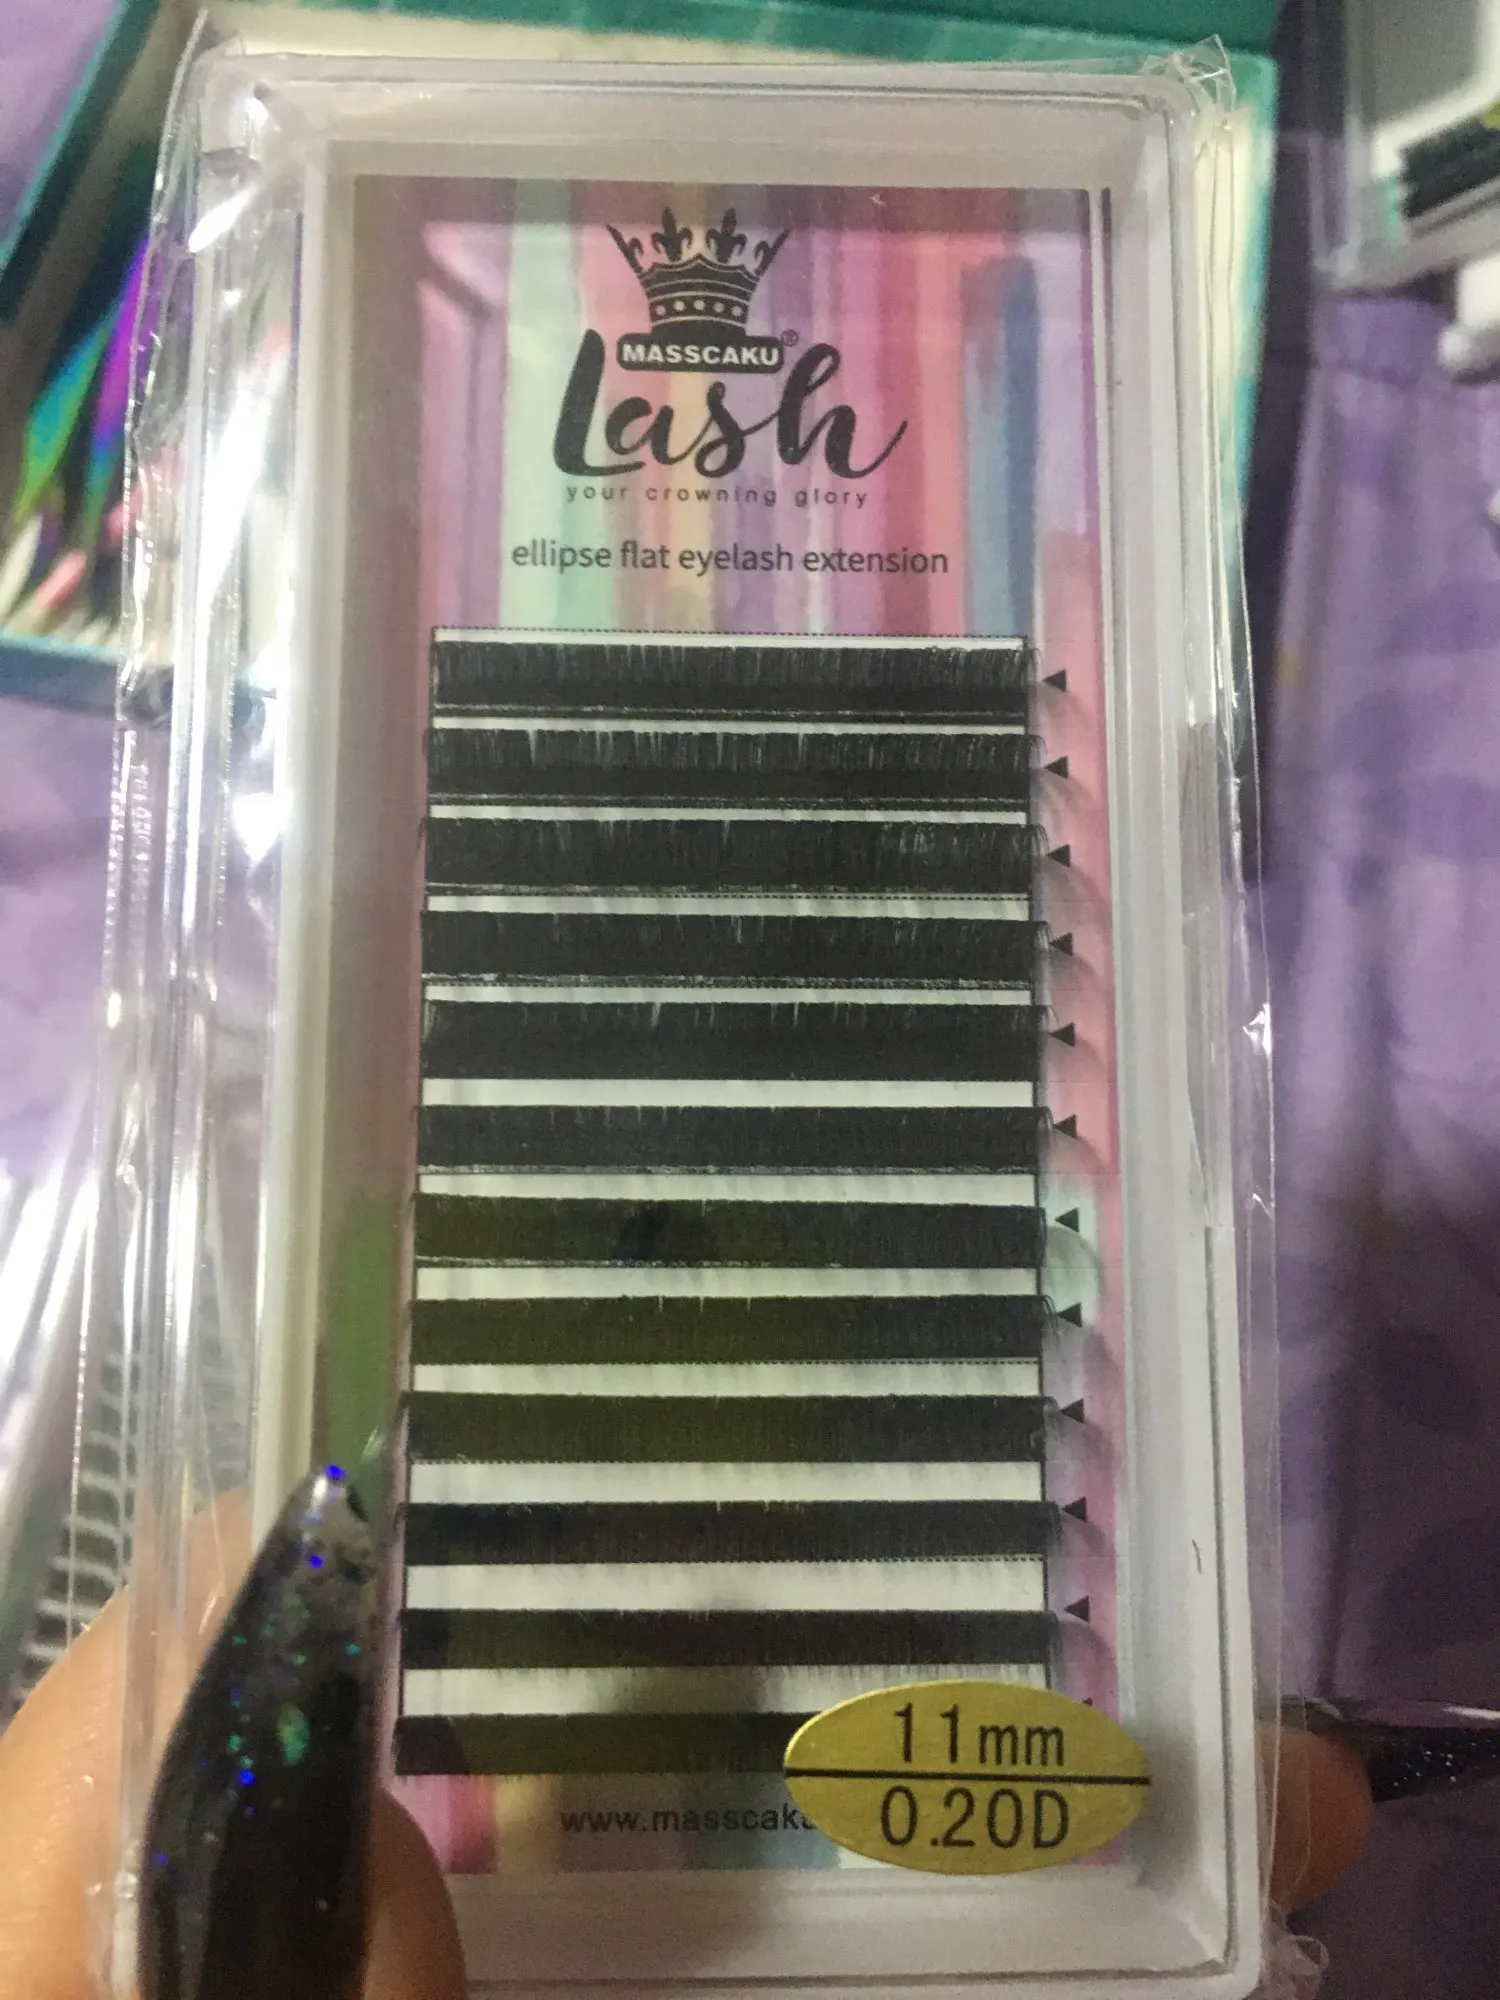 MASSCAKU®
Lash
your crowning glory
ellipse flat eyelash extension
11mm
0.20D